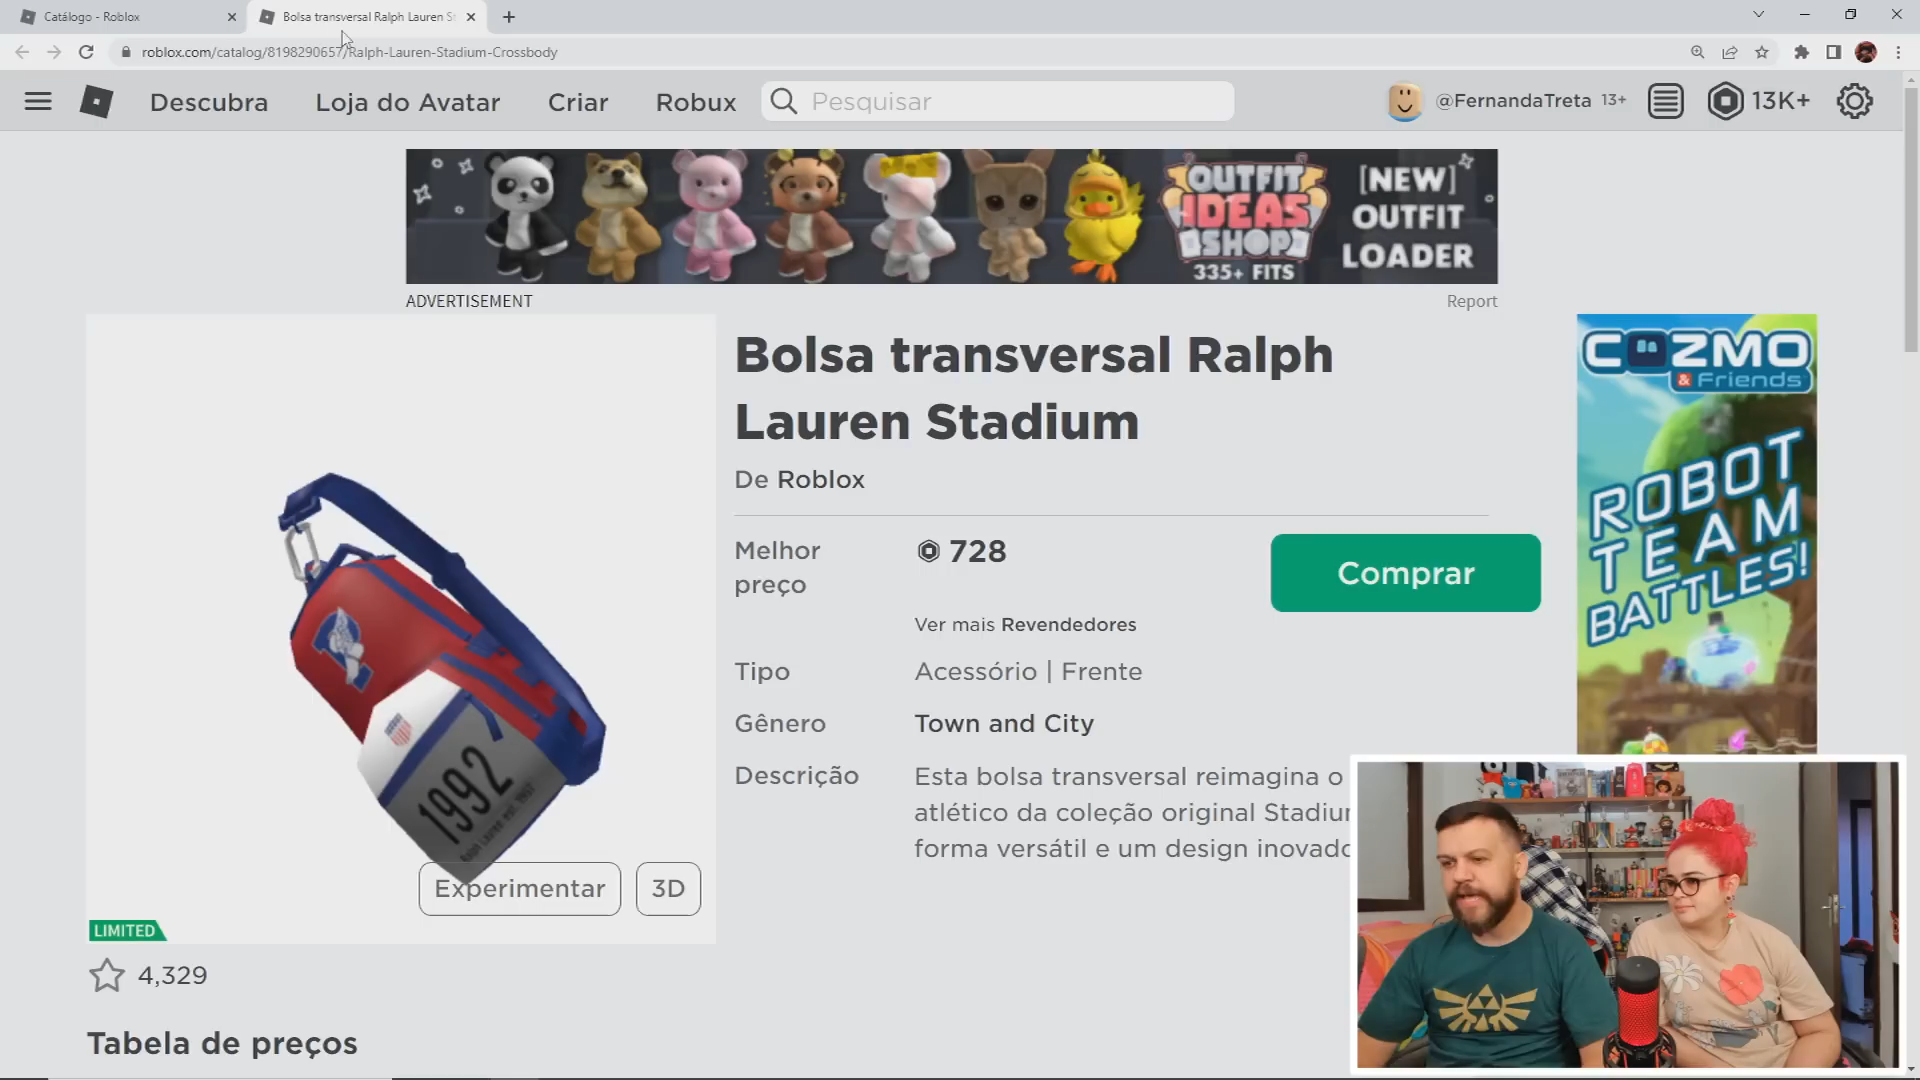 Catálogo - Roblox
Bolsa transversal Ralph Lauren St
roblox.com/catalog/8198290657/Ralph-Lauren-Stadium-Crossbody
Descubra
Loja do Avatar
Criar
Robux
Pesquisar
@FernandaTreta 13+
13K+
OUTFIT
IDEAS
SHOP
335+ FITS
[NEW]
OUTFIT
LOADER
ADVERTISEMENT
Report
Bolsa transversal Ralph
Lauren Stadium
De Roblox
Melhor
preço
728
Comprar
Ver mais Revendedores
Tipo
Acessório | Frente
Gênero
Town and City
Descrição
Esta bolsa transversal reimagina o
atlético da coleção original Stadiu
forma versátil e um design inovado
1992
Experimentar
3D
LIMITED
4,329
Tabela de preços
COZMO
& Friends
ROBOT
TEAM
BATTLES!